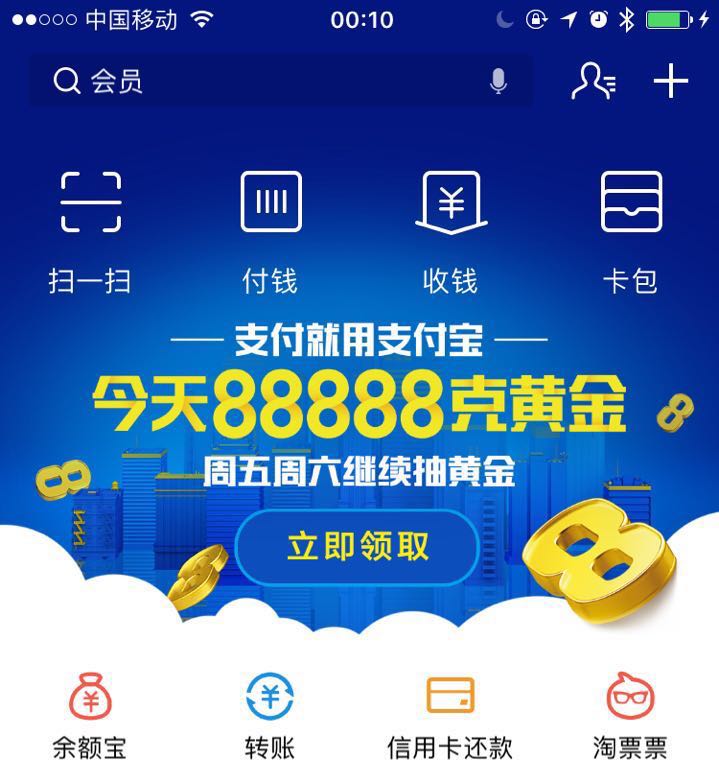 中国移动 00:10
会员
扫一扫 付钱 收钱 卡包
支付就用支付宝
今天88888克黄金
周五周六继续抽黄金
立即领取
余额宝 转账 信用卡还款 淘票票